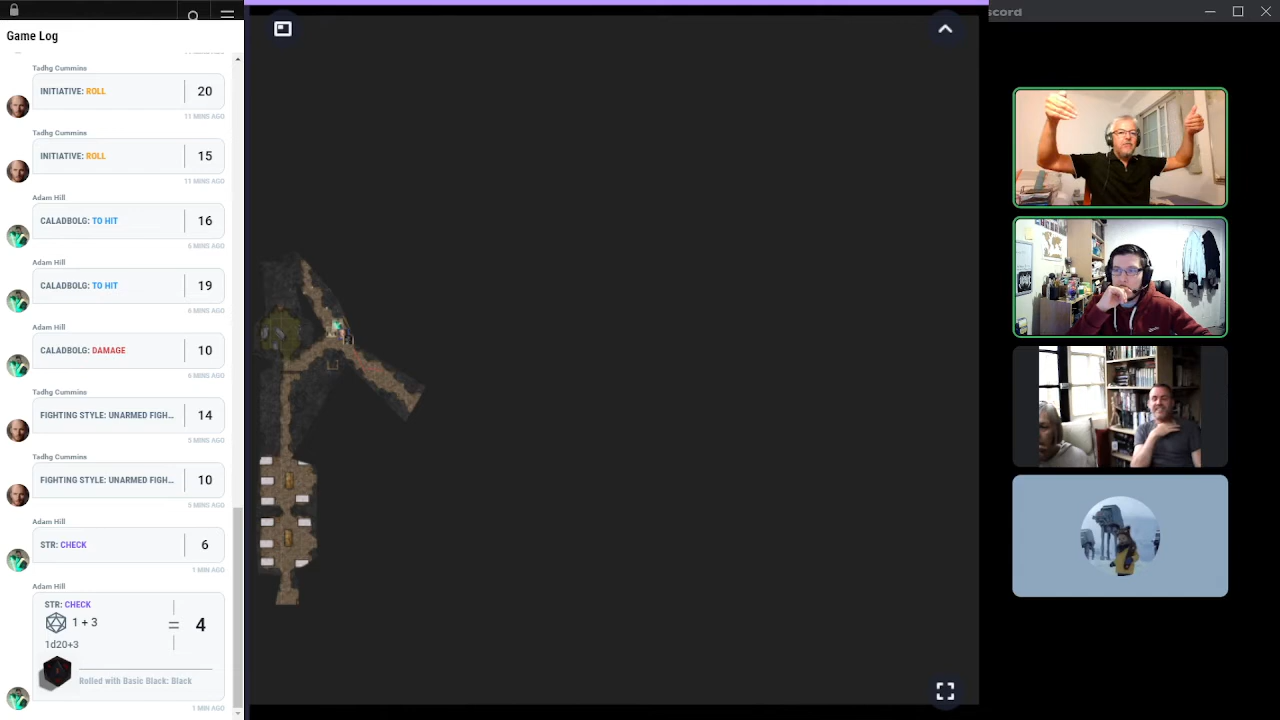 scord
Game Log
Tadhg Cummins
INITIATIVE: ROLL
20
11 MINS AGO
Tadhg Cummins
INITIATIVE: ROLL
15
11 MINS AGO
Adam Hill
CALADBOLG: TO HIT
16
6 MINS AGO
Adam Hill
CALADBOLG: TO HIT
19
6 MINS AGO
Adam Hill
CALADBOLG: DAMAGE
10
6 MINS AGO
Tadhg Cummins
FIGHTING STYLE: UNARMED FIGH...
14
5 MINS AGO
Tadhg Cummins
FIGHTING STYLE: UNARMED FIGH...
10
5 MINS AGO
Adam Hill
STR: CHECK
6
1 MIN AGO
Adam Hill
STR: CHECK
1 + 3 = 4
1d20+3
Rolled with Basic Black: Black
1 MIN AGO